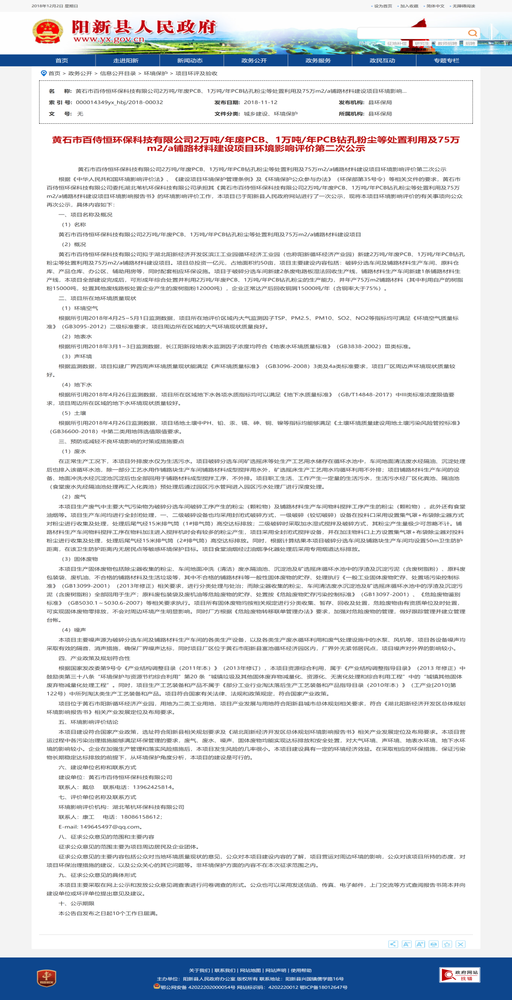 2018年12月2日 星期日
设为首页 加入收藏 简体中文 无障碍阅读
阳新县人民政府
www.yx.gov.cn
征地补偿 研究生 教师招聘 招聘
首页 走进阳新 新闻动态 政务公开 政务服务 政民互动 专题专栏
首页 > 政务公开 > 信息公开目录 > 环境保护 > 项目环评及验收
名 称: 黄石市百侍恒环保科技有限公司2万吨/年废PCB、1万吨/年PCB钻孔粉尘等处置利用及75万m2/a铺路材料建设项目环境影响...
索 引 号: 000014349yx_hbj/2018-00032 发布日期: 2018-11-12 发布机构: 县环保局
文 号: 无 文件分类: 城乡建设、环境保护 所属机构: 县环保局
黄石市百侍恒环保科技有限公司2万吨/年废PCB、1万吨/年PCB钻孔粉尘等处置利用及75万
m2/a铺路材料建设项目环境影响评价第二次公示
黄石市百侍恒环保科技有限公司2万吨/年废PCB、1万吨/年PCB钻孔粉尘等处置利用及75万m2/a铺路材料建设项目环境影响评价第二次公示
根据《中华人民共和国环境影响评价法》、《建设项目环境保护管理条例》及《环境保护公众参与办法》（环保部第35号令）等相关文件的要求，黄石市
百侍恒环保科技有限公司委托湖北苇杭环保科技有限公司承担其《黄石市百侍恒环保科技有限公司2万吨/年废PCB、1万吨/年PCB钻孔粉尘等处置利用及75万
m2/a铺路材料建设项目环境影响报告书》的环境影响评价工作，本项目已于阳新县人民政府网站进行了一次公示，现将本项目环境影响评价的有关事项向公众
再次公示，具体内容如下：
一、项目名称及概况
（1）名称
黄石市百侍恒环保科技有限公司2万吨/年废PCB、1万吨/年PCB钻孔粉尘等处置利用及75万m2/a铺路材料建设项目
（2）概况
黄石市百侍恒环保科技有限公司拟于湖北阳新经济开发区滨江工业园循环经济工业园（也称阳新循环经济产业园）新建2万吨/年废PCB、1万吨/年PCB钻孔
粉尘等处置利用及75万m2/a铺路材料建设项目。项目总投资一亿元，占地面积约50亩，项目主要建设内容包括：破碎分选车间及铺路材料生产车间、原料仓
库、产品仓库、办公区、辅助用房等，同时配套相应环保设施。项目于破碎分选车间新建2条废电路板湿法回收生产线，铺路材料生产车间新建1条铺路材料生
产线，本项目全部建设完成后，可形成年综合处置并利用2万吨/年废PCB、1万吨/年PCB钻孔粉尘的生产能力，并年产75万m2铺路材料（其中利用自产的树脂
粉15000吨，处置其他废线路板处置企业产生的废树脂粉12000吨），企业正常达产后回收铜屑15000吨/年（含铜率大于75%）。
二、项目所在地环境质量现状
（1）环境空气
根据所引用2018年4月25~5月1日监测数据，项目所在地评价区域内大气监测因子TSP、PM2.5、PM10、SO2、NO2等指标均可满足《环境空气质量标
准》（GB3095-2012）二级标准要求，项目周边所在区域的大气环境现状质量良好。
（2）地表水
根据所引用2018年3月1~3日监测数据，长江阳新段地表水监测因子浓度均符合《地表水环境质量标准》（GB3838-2002）Ⅲ类标准。
（3）声环境
根据监测数据，项目拟建厂界四周声环境质量现状能满足《声环境质量标准》（GB3096-2008）3类及4a类标准要求，项目厂区周边声环境现状质量较
好。
（4）地下水
根据所引用2018年4月26日监测数据，项目所在区域地下水各项水质指标均可以满足《地下水质量标准》（GB/T14848-2017）中III类标准浓度限值要
求，项目周边所在区域的地下水环境现状质量较好。
（5）土壤
根据所引用2018年4月26日监测数据，项目场地土壤中PH、铅、汞、镉、砷、铜、镍等指标均能够满足《土壤环境质量建设用地土壤污染风险管控标准》
（GB36600-2018）中第二类用地筛选值限值要求。
三、预防或减轻不良环境影响的对策或措施要点
（1）废水
在正常生产工况下，本项目外排废水仅为生活污水。项目破碎分选车间矿选摇床等处生产工艺用水储存在循环水池中，车间地面清洁废水经隔油、沉淀处理
后也排入该循环水池，除一部分工艺水用作铺路块生产车间铺路材料成型搅拌用水外，矿选摇床生产工艺用水均循环利用不外排；项目铺路材料生产车间的设
备、地面冲洗水经沉淀池沉淀后也全部回用于铺路材料成型搅拌工序，不外排。项目职工生活、工作产生一定量的生活污水，生活污水经厂区化粪池、隔油池
（食堂废水先经隔油池处理再汇入化粪池）预处理后通过园区污水管网进入园区污水处理厂进行深度处理。
（2）废气
本项目生产废气中主要大气污染物为破碎分选车间破碎工序产生的粉尘（颗粒物）及铺路材料生产车间物料搅拌工序产生的粉尘（颗粒物），此外还有食堂
油烟等。项目生产车间均进行全封闭处理，一、二级破碎设备也均采用封闭式破碎方式，一级破碎（铰切破碎）设备在投料口采用设置集气罩+布袋除尘器方式
对粉尘进行收集及处理，处理后尾气经15米排气筒（1#排气筒）高空达标排放；二级破碎时采取加水湿式搅拌及破碎方式，其粉尘产生量极少可忽略不计。铺
路材料生产车间物料搅拌工序在物料加注进入搅拌机时会有较多的粉尘产生，项目采用全封闭式搅拌设备，并在加注物料口上方设置集气罩+布袋除尘器对投料
粉尘进行收集及处理，处理后尾气经15米排气筒（2#排气筒）高空达标排放。同时，根据计算结果本项目破碎分选车间及铺路块生产车间均设置50m卫生防护
距离，在该卫生防护距离内无居民点等敏感环境保护目标。项目食堂油烟经过油烟净化器处理后采用专用烟道达标排放。
（3）固体废物
本项目生产固体废物包括除尘器收集的粉尘、车间地面冲洗（清洁）废水隔油池、沉淀池及矿选摇床循环水池中的浮渣及沉淀污泥（含废树脂粉）、原料废
包装袋、废机油、不合格的铺路材料及生活垃圾等，其中不合格的铺路材料等一般性固体废物的贮存、处理执行《一般工业固体废物贮存、处置场污染控制标
准》（GB13099-2001）（2013年修正）相关要求，进行分类处理与处治；而除尘器收集的粉尘、车间清洁废水沉淀池及矿选摇床循环水池中的浮渣及沉淀污
泥（含废树脂粉）全部回用于生产；原料废包装袋及废机油等危险废物的贮存、处置按《危险废物贮存污染控制标准》（GB13097-2001）、《危险废物鉴别
标准》（GB5030.1～5030.6-2007）等相关要求执行。项目所有固体废物均按相关规定进行分类收集、暂存、回收及处置，危险废物由有资质单位及时处置，
可实现固体废物零排放，不会对周边环境产生明显影响。同时厂方根据《危险废物转移联单管理办法》要求，加强对危险废物的管理，做好跟踪管理并建立管理
台帐。
（4）噪声
本项目主要噪声源为破碎分选车间及铺路材料生产车间的各类生产设备，以及各类生产废水循环利用和废气处理设施中的水泵、风机等，项目各设备噪声均
采取有效的隔音、消声措施，确保厂界噪声达标，同时项目厂区位于黄石市阳新县富池循环经济园区内，厂界外无紧邻居民点，项目噪声对外界的影响较小。
四、产业政策及规划符合性
根据国家发改委第9号令《产业结构调整目录（2011年本）》（2013年修订），本项目资源综合利用，属于《产业结构调整指导目录》（2013 年修正）中
鼓励类第三十八条“环境保护与资源节约综合利用”第20 条“城镇垃圾及其他固体废弃物减量化、资源化、无害化处理和综合利用工程”中的“城镇其他固体
废弃物减量化处理工程”。同时，项目生产工艺装备和产品不属于《部分工业行业淘汰落后生产工艺装备和产品指导目录（2010年本）》（工产业[2010]第
122号）中所列淘汰类生产工艺装备和产品。项目符合国家有关法律、法规和政策规定，符合国家产业政策。
项目位于黄石市阳新循环经济产业园，用地为二类工业用地，项目产业发展与用地符合阳新县城市总体规划相关要求，符合《湖北阳新经济开发区总体规划
环境影响报告书》相关产业发展定位及布局要求。
五、环境影响评价结论
本项目建设符合国家产业政策，选址符合阳新县相关规划要求及《湖北阳新经济开发区总体规划环境影响报告书》相关产业发展定位及布局要求。本项目营
运过程中各污染治理措施能够满足环保管理的要求，废气、废水、噪声、固体废物均能实现达标排放和安全处置，对大气环境、声环境、地表水环境、地下水环
境的影响较小。企业在加强生产管理和落实风险措施后，本项目发生风险的几率很小。本项目建设具有一定的环境经济效益。在采取相应的环保措施，保证污染
物长期稳定达标排放的前提下，从环境保护角度分析，本项目的建设是可行的。
六、建设单位名称和联系方式
建设单位：黄石市百侍恒环保科技有限公司
联系人：戴总 联系电话：13962425814。
七、评价单位名称及联系方式
环境影响评价机构：湖北苇杭环保科技有限公司
联系人：康工 电话：18086158612；
E-mail: 149645497@qq.com。
八、征求公众意见的范围和主要内容
征求公众意见的范围主要为项目周边居民及企业团体。
征求公众意见的主要内容包括公众对当地环境质量现状的意见，公众对本项目建设内容的了解，项目营运对周边环境的影响，公众对该项目所持的态度，对
项目环保治理措施的建议，以及公众关心的其它问题等。非环境保护方面的内容不在本次征求范围之内。
九、征求公众意见的具体形式
本项目主要采取在网上公示和发放公众意见调查表进行问卷调查的形式。公众也可以采用发送信函、传真、电子邮件，上门交流等方式查阅报告书简本并向
建设单位或环评单位提出意见及建议。
十、公示期限
本公告自发布之日起10个工作日届满。
关于我们 | 联系我们 | 网站地图 | 网站声明 | 使用帮助
主办单位：阳新县人民政府办公室 版权所有 联系地址：阳新县兴国镇儒学路16号
鄂公网安备 42022202000054号 网站标识码：4202220012 鄂ICP备18012647号
党政机关
政府网站
找错